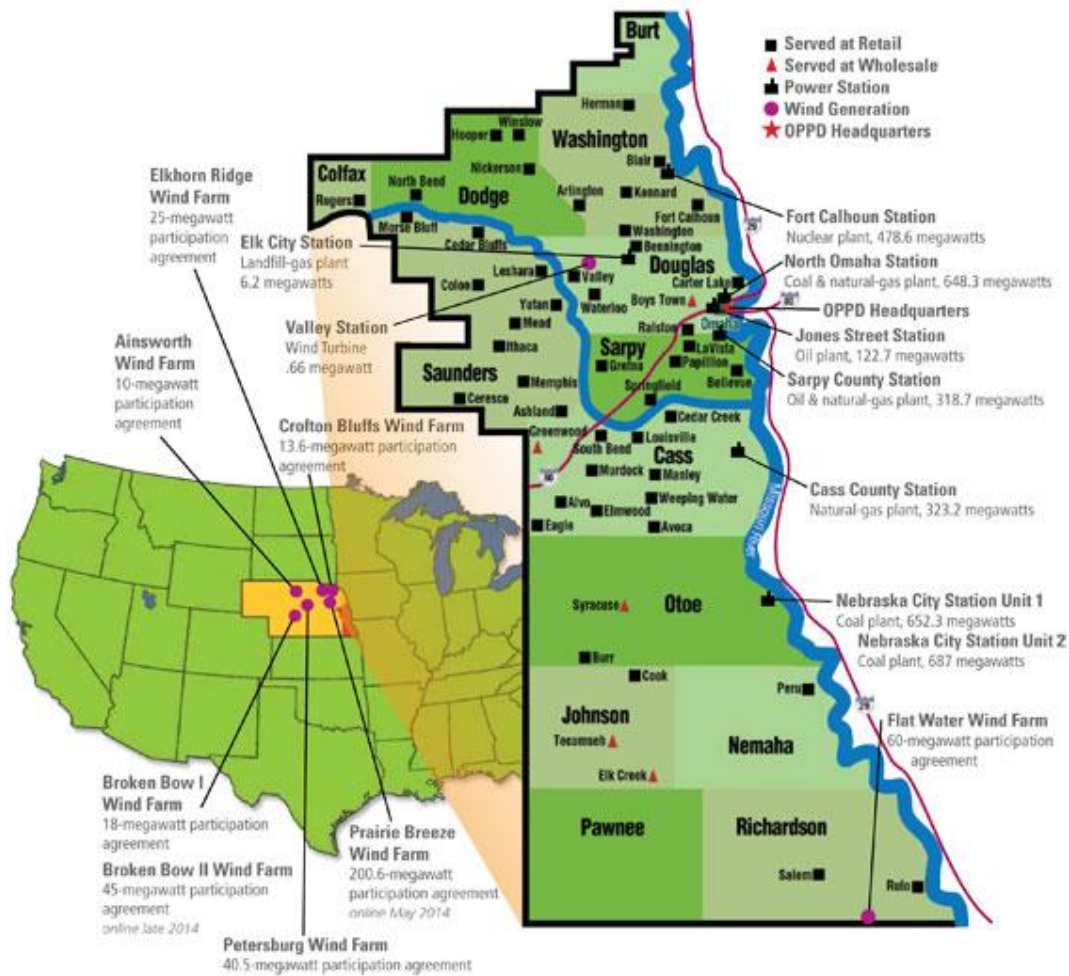 Served at Retail
Served at Wholesale
Power Station
Wind Generation
OPPD Headquarters
Burt
Herman
Washington
Winslow
Hooper
Nickerson
Blair
Colfax
Rogers
North Bend
Dodge
Arlington
Kennard
Fort Calhoun
Washington
Morse Bluff
Cedar Bluffs
Bennington
Douglas
Leshara
Valley
Carter Lake
Colon
Waterloo
Boys Town
Yutan
Omaha
Mead
Ralston
Ithaca
Sarpy
LaVista
Papillion
Gretna
Saunders
Memphis
Springfield
Bellevue
Ceresco
Ashland
Cedar Creek
Greenwood
South Bend
Louisville
Cass
Murdock
Manley
Alvo
Elmwood
Weeping Water
Eagle
Avoca
Missouri River
Syracuse
Otoe
Burr
Cook
Peru
Johnson
Tecumseh
Nemaha
Elk Creek
Pawnee
Richardson
Salem
Rulo
29
80
80
29
Elkhorn Ridge
Wind Farm
25-megawatt
participation
agreement
Elk City Station
Landfill-gas plant
6.2 megawatts
Valley Station
Wind Turbine
.66 megawatt
Ainsworth
Wind Farm
10-megawatt
participation
agreement
Crofton Bluffs Wind Farm
13.6-megawatt participation
agreement
Fort Calhoun Station
Nuclear plant, 478.6 megawatts
North Omaha Station
Coal & natural-gas plant, 648.3 megawatts
OPPD Headquarters
Jones Street Station
Oil plant, 122.7 megawatts
Sarpy County Station
Oil & natural-gas plant, 318.7 megawatts
Cass County Station
Natural-gas plant, 323.2 megawatts
Nebraska City Station Unit 1
Coal plant, 652.3 megawatts
Nebraska City Station Unit 2
Coal plant, 687 megawatts
Flat Water Wind Farm
60-megawatt participation
agreement
Broken Bow I
Wind Farm
18-megawatt participation
agreement
Broken Bow II Wind Farm
45-megawatt participation
agreement
online late 2014
Prairie Breeze
Wind Farm
200.6-megawatt
participation agreement
online May 2014
Petersburg Wind Farm
40.5-megawatt participation agreement